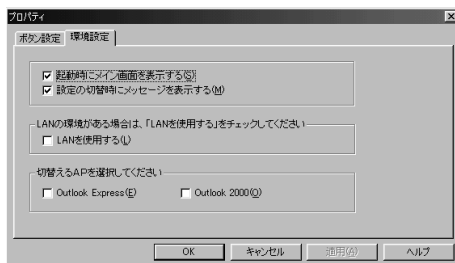 プロパティ
ボタン設定 環境設定
起動時にメイン画面を表示する(S)
設定の切替時にメッセージを表示する(M)
LANの環境がある場合は、「LANを使用する」をチェックしてください
LANを使用する(L)
切替えるAPを選択してください
Outlook Express(E) Outlook 2000(O)
OK キャンセル 適用(A) ヘルプ